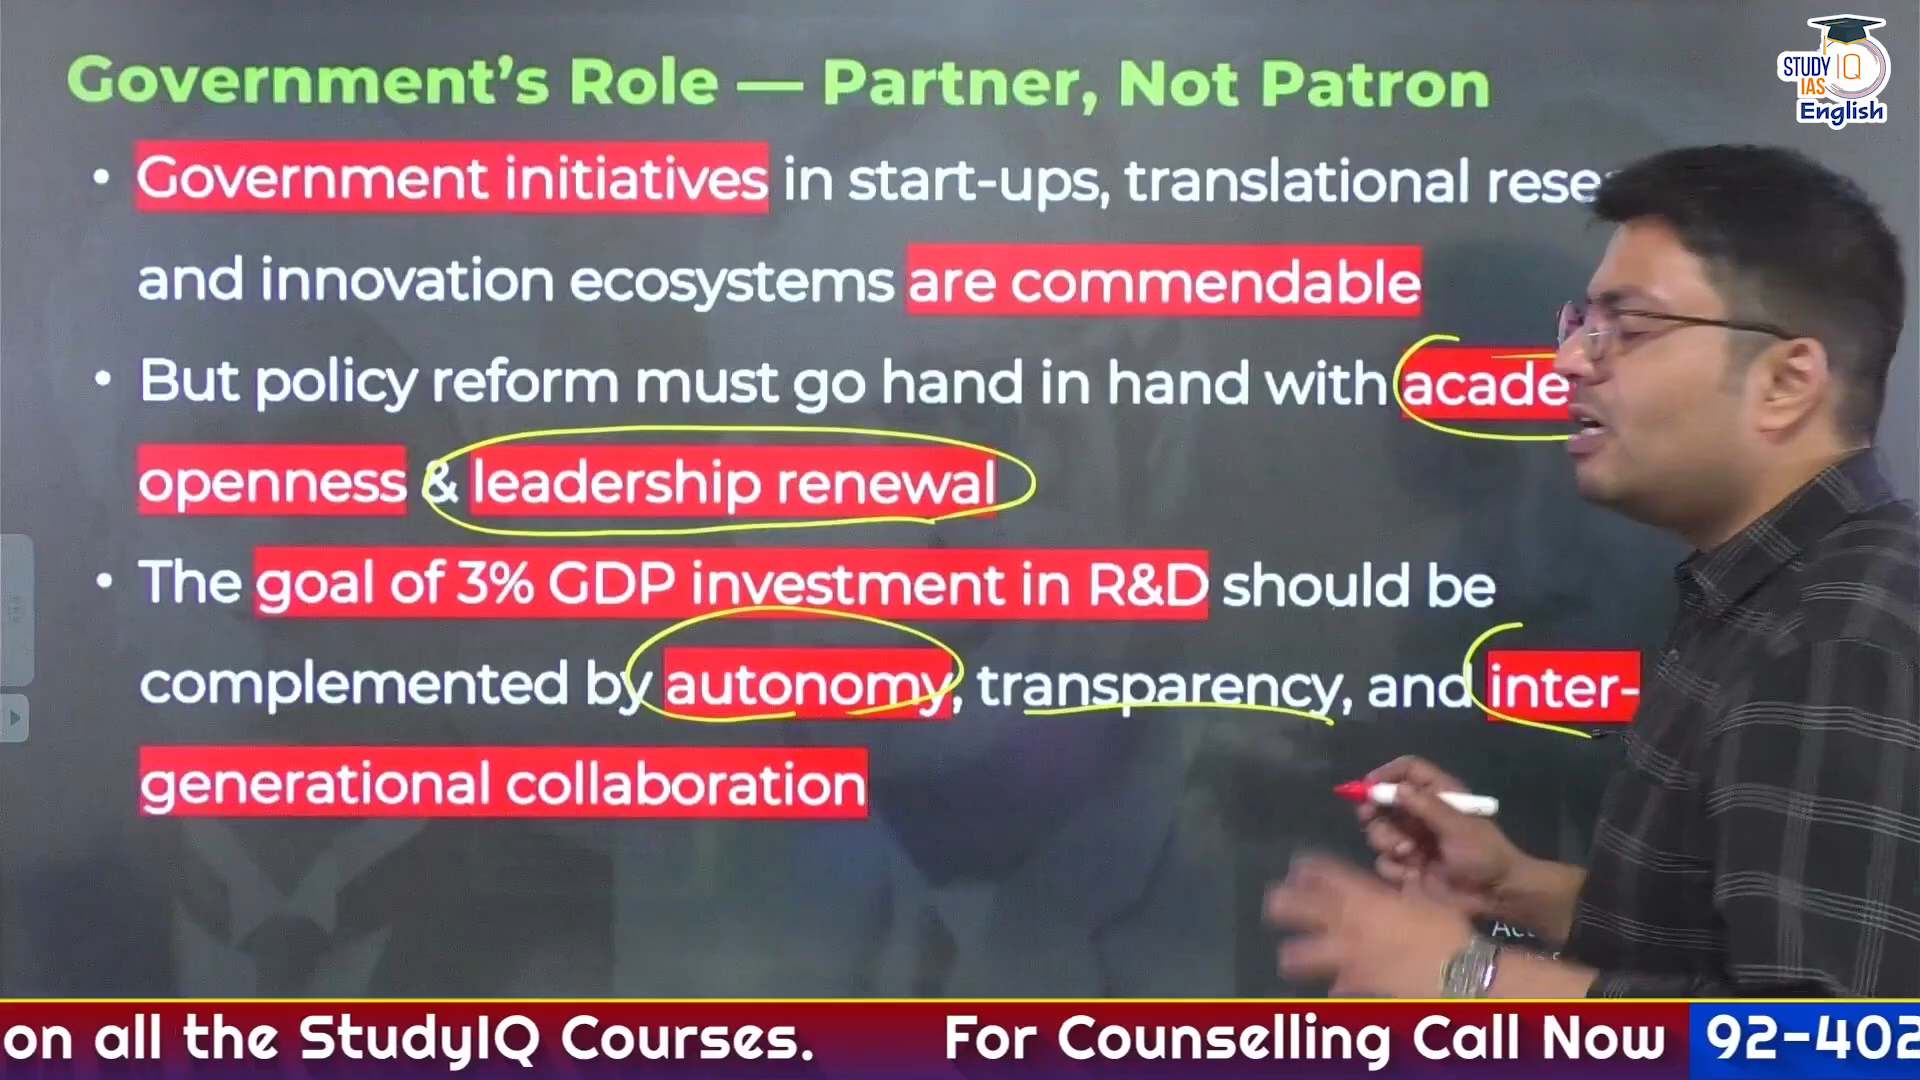 Government's Role — Partner, Not Patron
STUDY IQ
IAS
English
• Government initiatives in start-ups, translational
and innovation ecosystems are commendable
• But policy reform must go hand in hand with
openness & leadership renewal
• The goal of 3% GDP investment in R&D should be
complemented by autonomy, transparency, and inter-
generational collaboration
on all the StudyIQ Courses. For Counselling Call Now 92-402